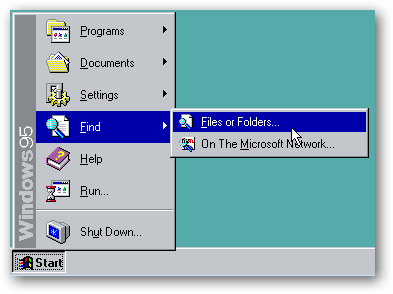 Programs
Documents
Settings
Find
Files or Folders...
On The Microsoft Network...
Help
Run...
Shut Down...
Windows95
Start